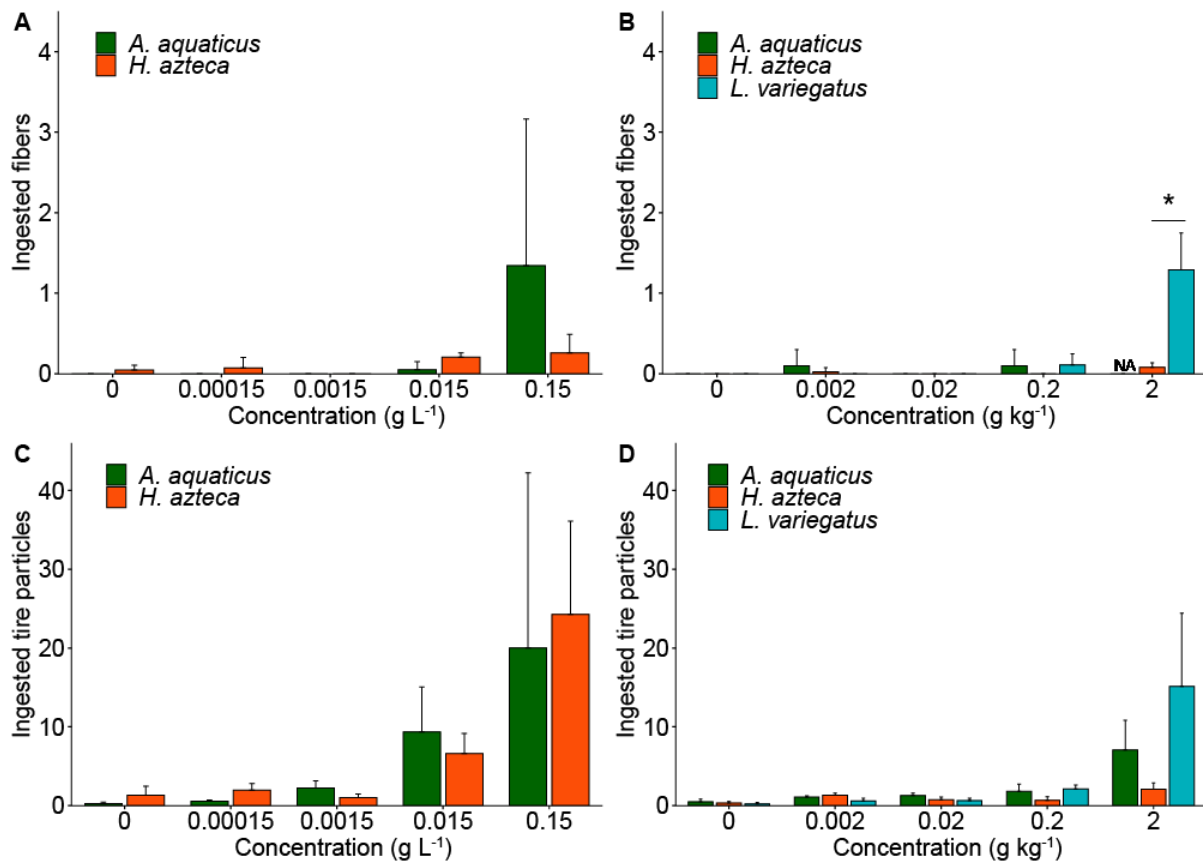 A
A. aquaticus
H. azteca
Ingested fibers
4
3
2
1
0
0 0.00015 0.0015 0.015 0.15
Concentration (g L⁻¹)
B
A. aquaticus
H. azteca
L. variegatus
Ingested fibers
4
3
2
1
0
*
NA
0 0.002 0.02 0.2 2
Concentration (g kg⁻¹)
C
A. aquaticus
H. azteca
Ingested tire particles
40
30
20
10
0
0 0.00015 0.0015 0.015 0.15
Concentration (g L⁻¹)
D
A. aquaticus
H. azteca
L. variegatus
Ingested tire particles
40
30
20
10
0
0 0.002 0.02 0.2 2
Concentration (g kg⁻¹)